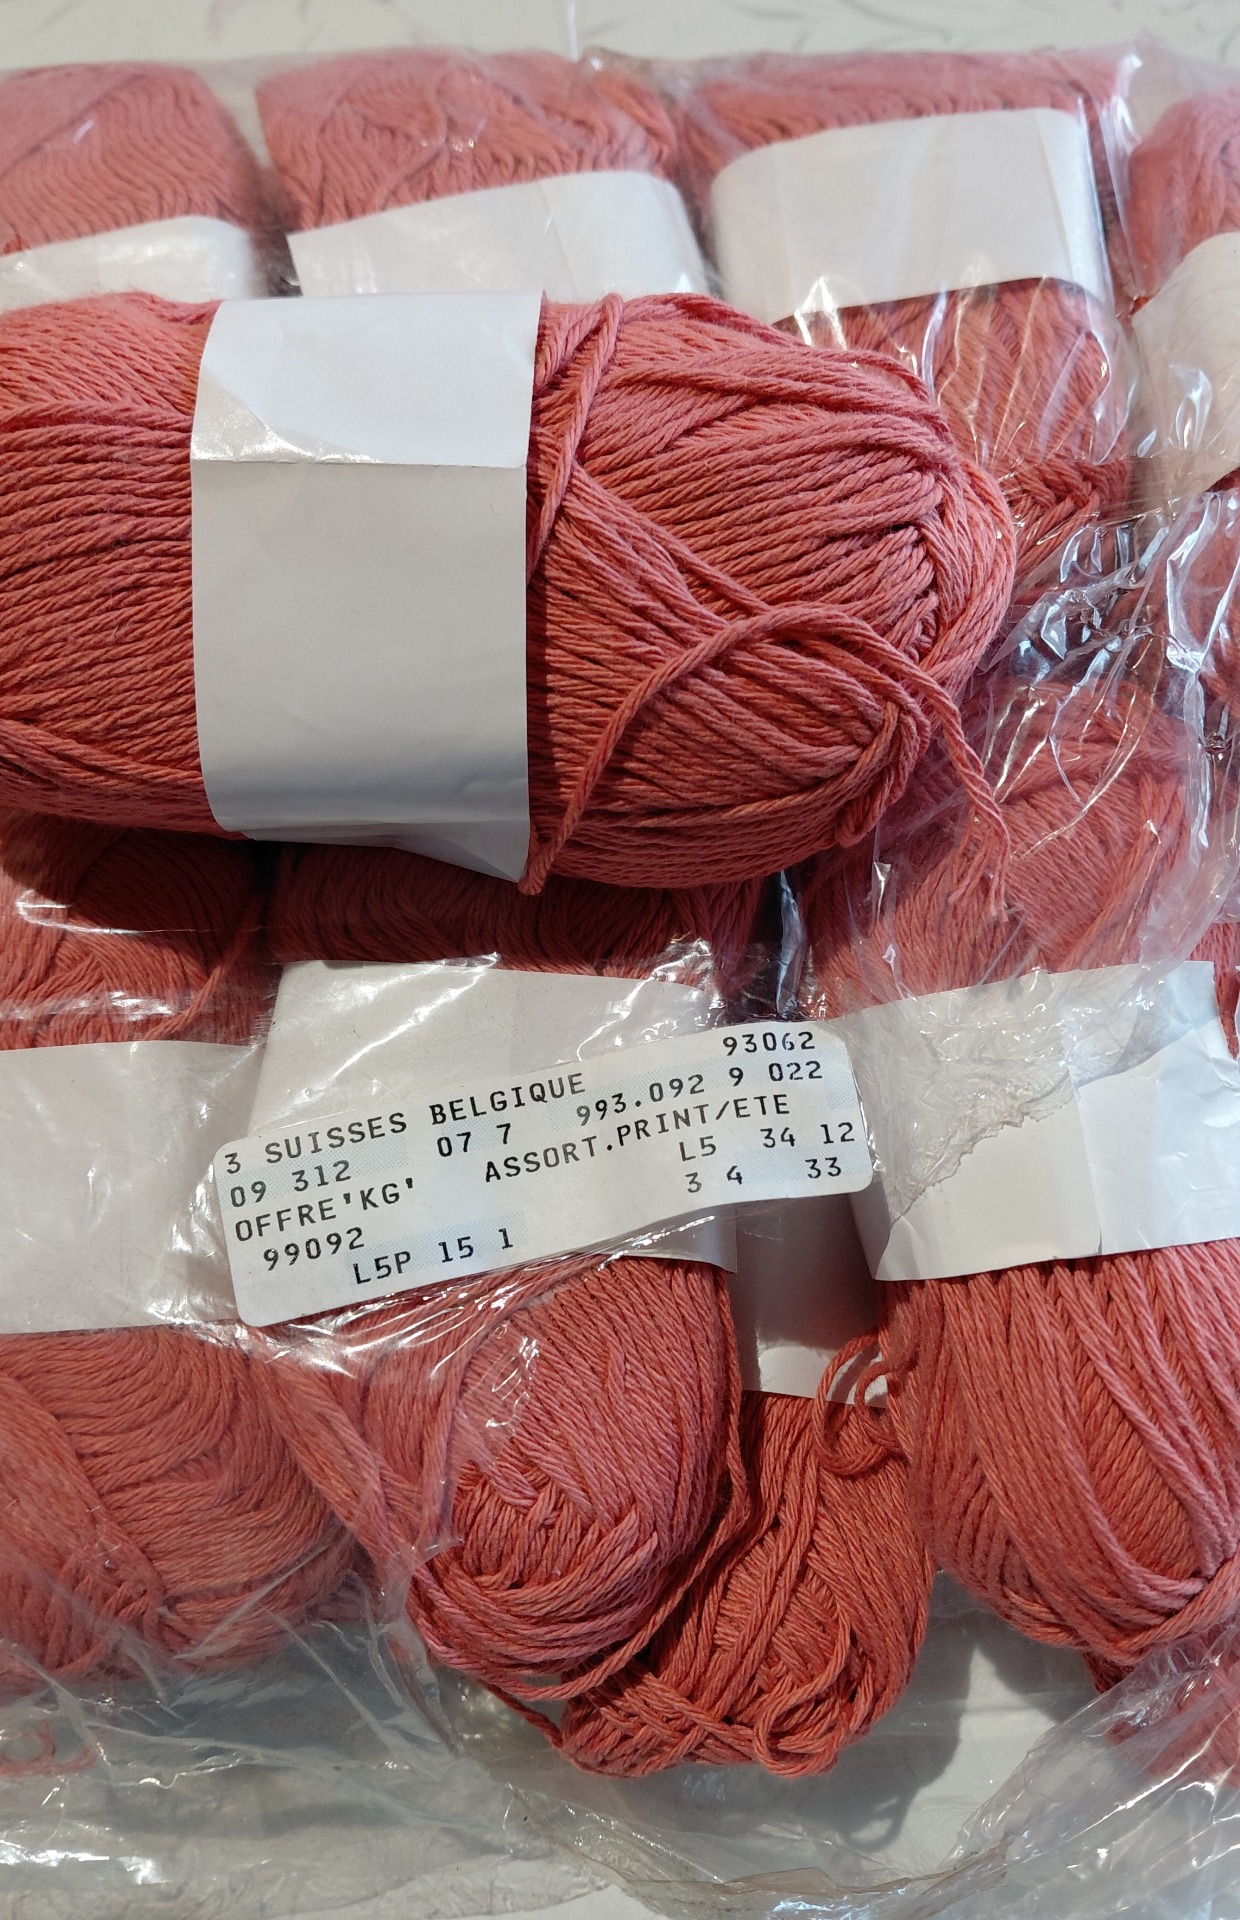 93062
3 SUISSES BELGIQUE 993.092 9 022
09 312 07 7 ASSORT.PRINT/ETE
OFFRE'KG' L5 34 12
99092 3 4 33
L5P 15 1